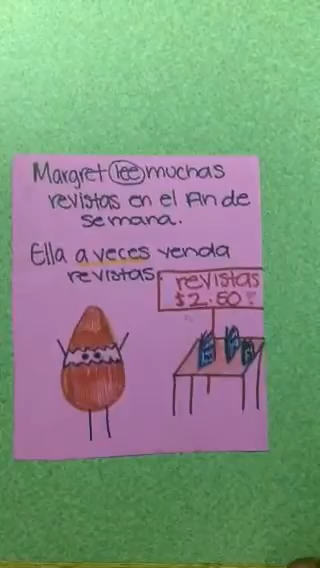 Margret lee muchas
revistas en el fin de
semana.
Ella a veces venda
revistas.
revistas
$2.50